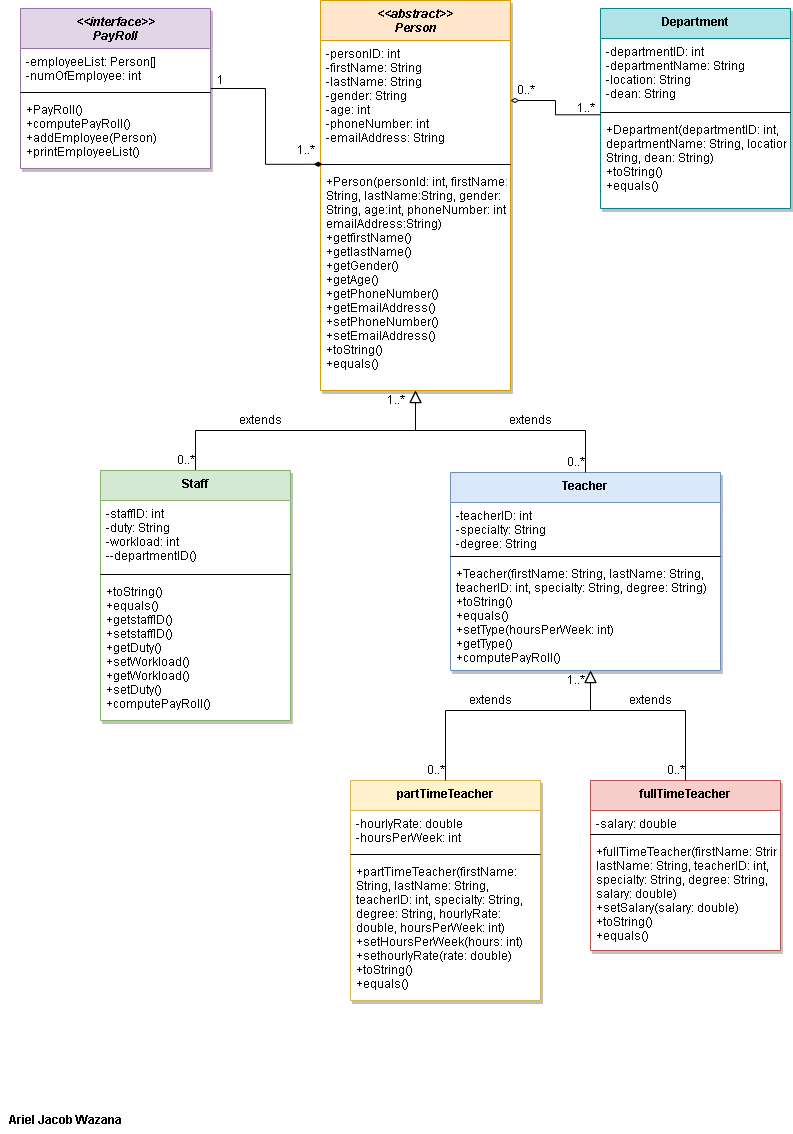 <<interface>>
PayRoll
-employeeList: Person[]
-numOfEmployee: int
+PayRoll()
+computePayRoll()
+addEmployee(Person)
+printEmployeeList()
1
1..*
<<abstract>>
Person
-personID: int
-firstName: String
-lastName: String
-gender: String
-age: int
-phoneNumber: int
-emailAddress: String
+Person(personId: int, firstName:
String, lastName:String, gender:
String, age:int, phoneNumber: int
emailAddress:String)
+getfirstName()
+getlastName()
+getGender()
+getAge()
+getPhoneNumber()
+getEmailAddress()
+setPhoneNumber()
+setEmailAddress()
+toString()
+equals()
0..*
1..*
Department
-departmentID: int
-departmentName: String
-location: String
-dean: String
+Department(departmentID: int,
departmentName: String, location
String, dean: String)
+toString()
+equals()
1..*
extends
extends
0..*
0..*
Staff
-staffID: int
-duty: String
-workload: int
--departmentID()
+toString()
+equals()
+getstaffID()
+setstaffID()
+getDuty()
+setWorkload()
+getWorkload()
+setDuty()
+computePayRoll()
Teacher
-teacherID: int
-specialty: String
-degree: String
+Teacher(firstName: String, lastName: String,
teacherID: int, specialty: String, degree: String)
+toString()
+equals()
+setType(hoursPerWeek: int)
+getType()
+computePayRoll()
1..*
extends
extends
0..*
0..*
partTimeTeacher
-hourlyRate: double
-hoursPerWeek: int
+partTimeTeacher(firstName:
String, lastName: String,
teacherID: int, specialty: String,
degree: String, hourlyRate:
double, hoursPerWeek: int)
+setHoursPerWeek(hours: int)
+sethourlyRate(rate: double)
+toString()
+equals()
fullTimeTeacher
-salary: double
+fullTimeTeacher(firstName: Strin
lastName: String, teacherID: int,
specialty: String, degree: String,
salary: double)
+setSalary(salary: double)
+toString()
+equals()
Ariel Jacob Wazana